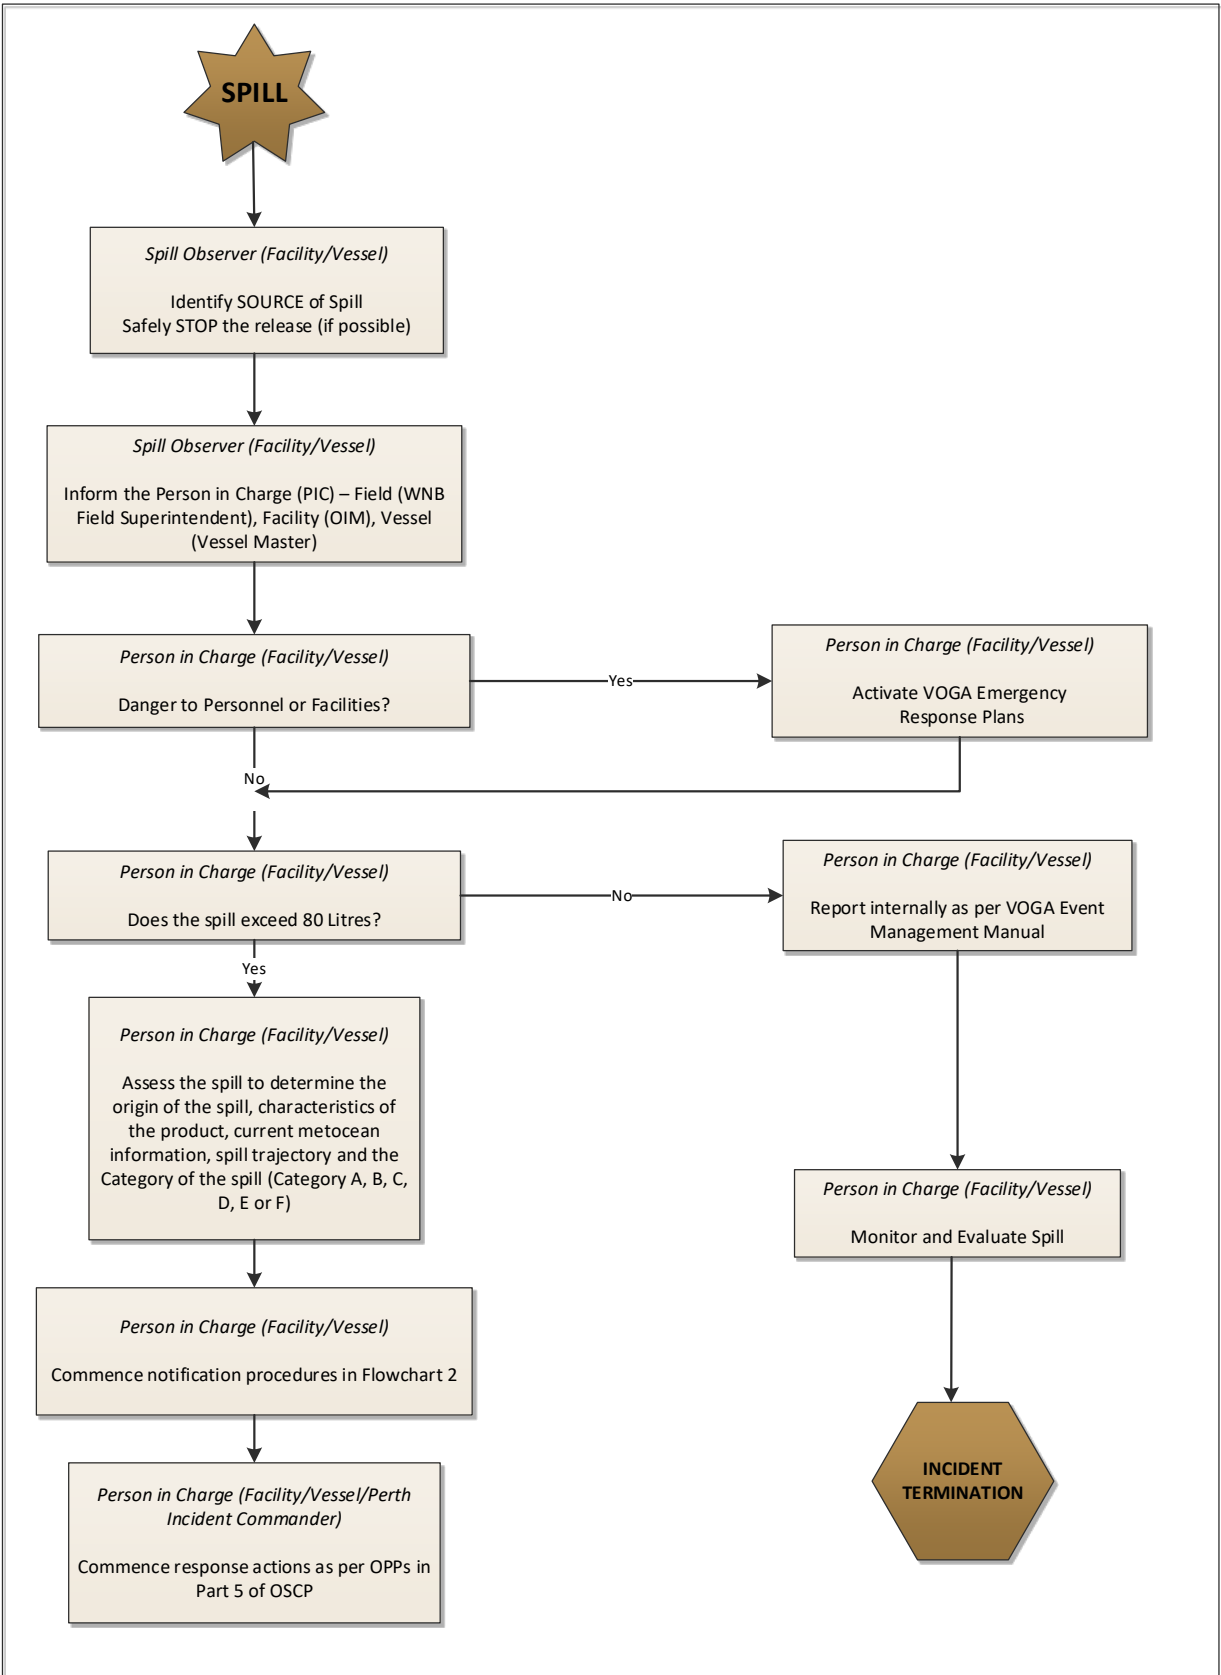 SPILL
Spill Observer (Facility/Vessel)
Identify SOURCE of Spill
Safely STOP the release (if possible)
Spill Observer (Facility/Vessel)
Inform the Person in Charge (PIC) – Field (WNB
Field Superintendent), Facility (OIM), Vessel
(Vessel Master)
Person in Charge (Facility/Vessel)
Danger to Personnel or Facilities?
Yes
Person in Charge (Facility/Vessel)
Activate VOGA Emergency
Response Plans
No
Person in Charge (Facility/Vessel)
Does the spill exceed 80 Litres?
No
Person in Charge (Facility/Vessel)
Report internally as per VOGA Event
Management Manual
Yes
Person in Charge (Facility/Vessel)
Assess the spill to determine the
origin of the spill, characteristics of
the product, current metocean
information, spill trajectory and the
Category of the spill (Category A, B, C,
D, E or F)
Person in Charge (Facility/Vessel)
Monitor and Evaluate Spill
Person in Charge (Facility/Vessel)
Commence notification procedures in Flowchart 2
Person in Charge (Facility/Vessel/Perth
Incident Commander)
Commence response actions as per OPPs in
Part 5 of OSCP
INCIDENT
TERMINATION